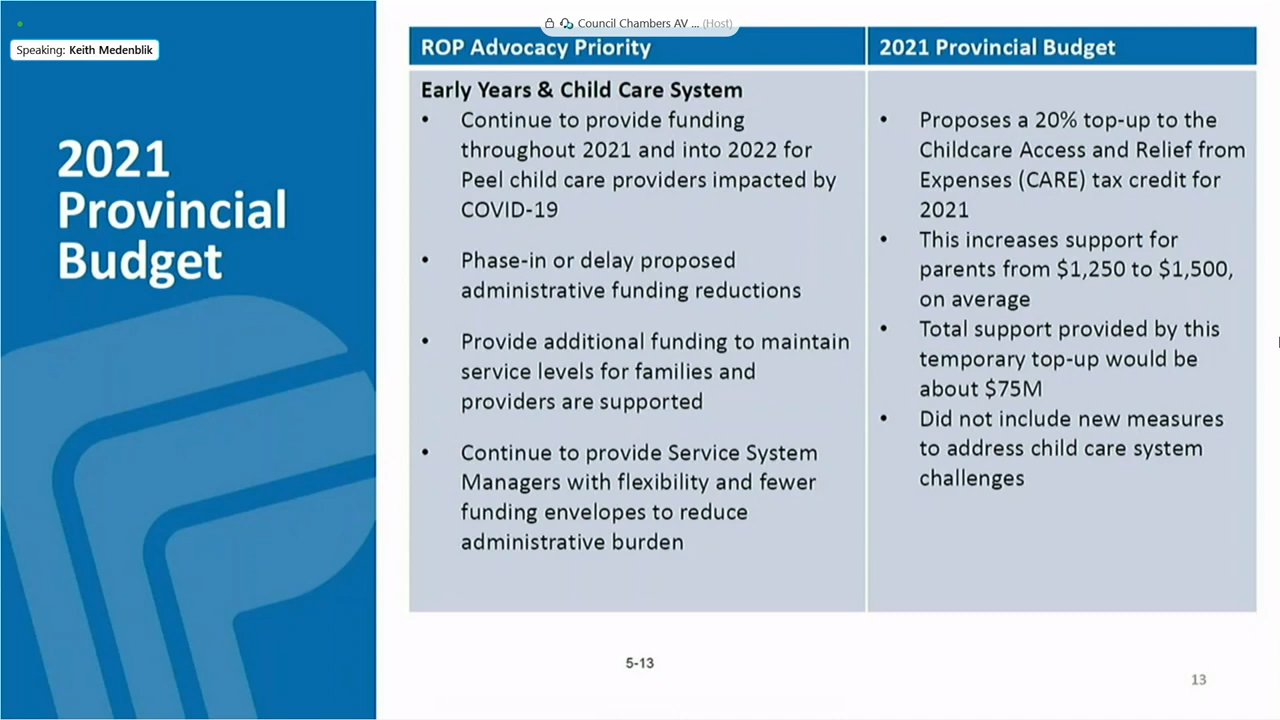 Council Chambers AV ... (Host)
Speaking: Keith Medenblik
2021
Provincial
Budget
ROP Advocacy Priority
Early Years & Child Care System
• Continue to provide funding
throughout 2021 and into 2022 for
Peel child care providers impacted by
COVID-19
• Phase-in or delay proposed
administrative funding reductions
• Provide additional funding to maintain
service levels for families and
providers are supported
• Continue to provide Service System
Managers with flexibility and fewer
funding envelopes to reduce
administrative burden
2021 Provincial Budget
• Proposes a 20% top-up to the
Childcare Access and Relief from
Expenses (CARE) tax credit for
2021
• This increases support for
parents from $1,250 to $1,500,
on average
• Total support provided by this
temporary top-up would be
about $75M
• Did not include new measures
to address child care system
challenges
5-13
13